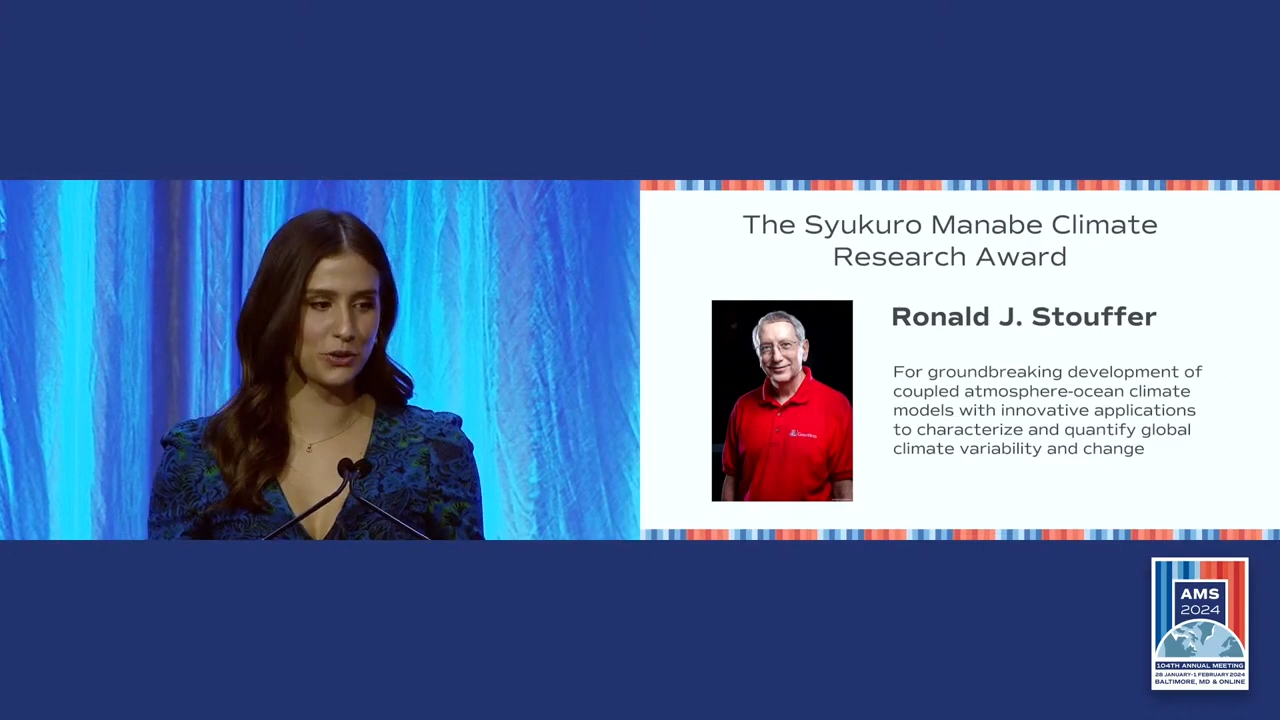 The Syukuro Manabe Climate
Research Award
Ronald J. Stouffer
For groundbreaking development of
coupled atmosphere-ocean climate
models with innovative applications
to characterize and quantify global
climate variability and change
AMS
2024
104TH ANNUAL MEETING
28 JANUARY-1 FEBRUARY 2024
BALTIMORE, MD & ONLINE